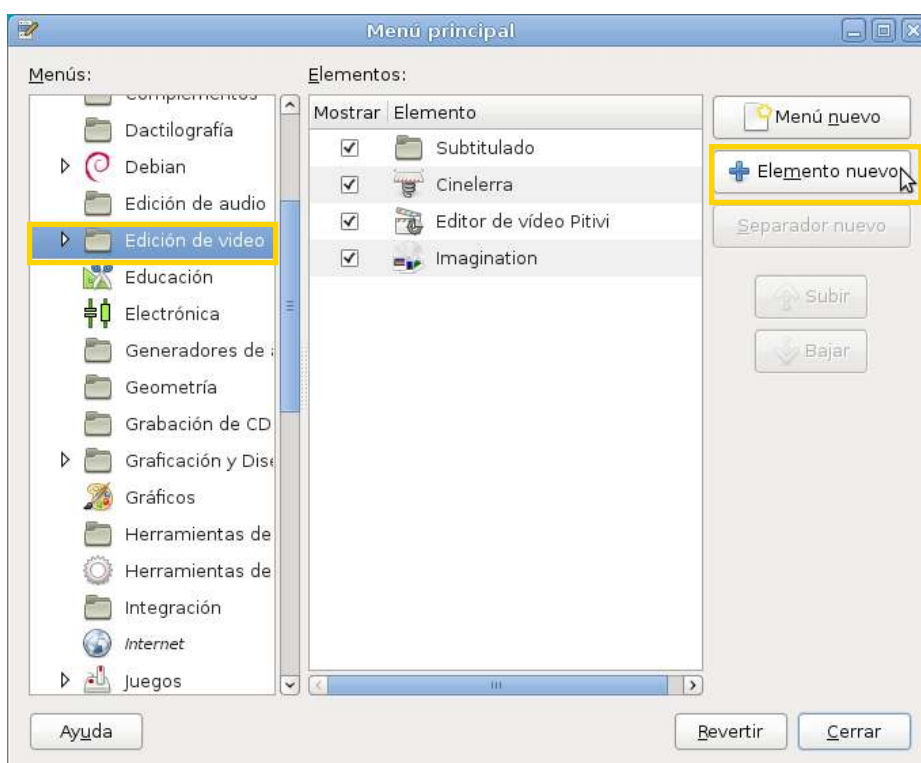 Menú principal
Menús:
Elementos:
Complementos
Dactilografía
Debian
Edición de audio
Edición de video
Educación
Electrónica
Generadores de
Geometría
Grabación de CD
Graficación y Dise
Gráficos
Herramientas de
Herramientas de
Integración
Internet
Juegos
Mostrar Elemento
Subtitulado
Cinelerra
Editor de vídeo Pitivi
Imagination
Menú nuevo
Elemento nuevo
Separador nuevo
Subir
Bajar
Ayuda
Revertir
Cerrar